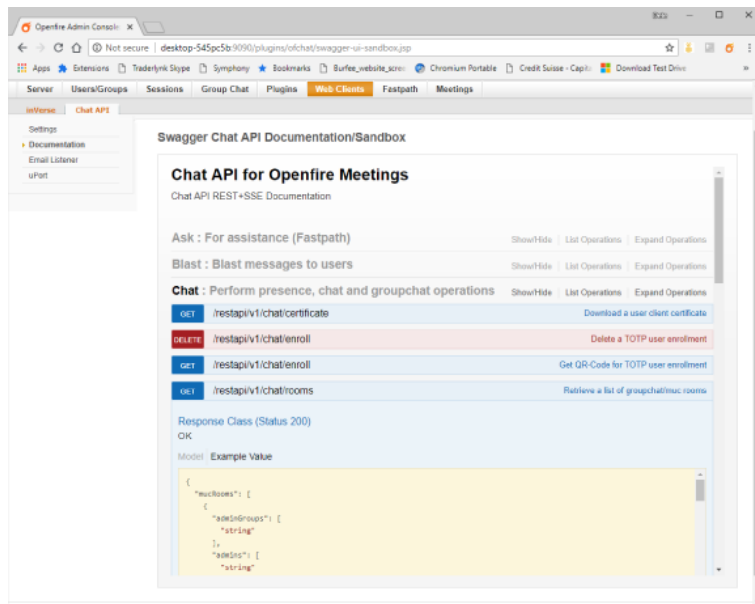 Openfire Admin Console
Not secure | desktop-545pc5b:9090/plugins/ofchat/swagger-ui-sandbox.jsp
Apps Extensions Traderlynk Skype Symphony Bookmarks Burfee_website_scree Chromium Portable Credit Suisse - Capit Download Test Drive »
Server Users/Groups Sessions Group Chat Plugins Web Clients Fastpath Meetings
inVerse Chat API
Settings
Documentation
Email Listener
uPort
Swagger Chat API Documentation/Sandbox
Chat API for Openfire Meetings
Chat API REST+SSE Documentation
Ask : For assistance (Fastpath) Show/Hide List Operations Expand Operations
Blast : Blast messages to users Show/Hide List Operations Expand Operations
Chat : Perform presence, chat and groupchat operations Show/Hide List Operations Expand Operations
GET /restapi/v1/chat/certificate Download a user client certificate
DELETE /restapi/v1/chat/enroll Delete a TOTP user enrollment
GET /restapi/v1/chat/enroll Get QR-Code for TOTP user enrollment
GET /restapi/v1/chat/rooms Retrieve a list of groupchat/muc rooms
Response Class (Status 200)
OK
Model Example Value
{
"mucRooms": [
{
"adminGroups": [
"string"
],
"admins": [
"string"